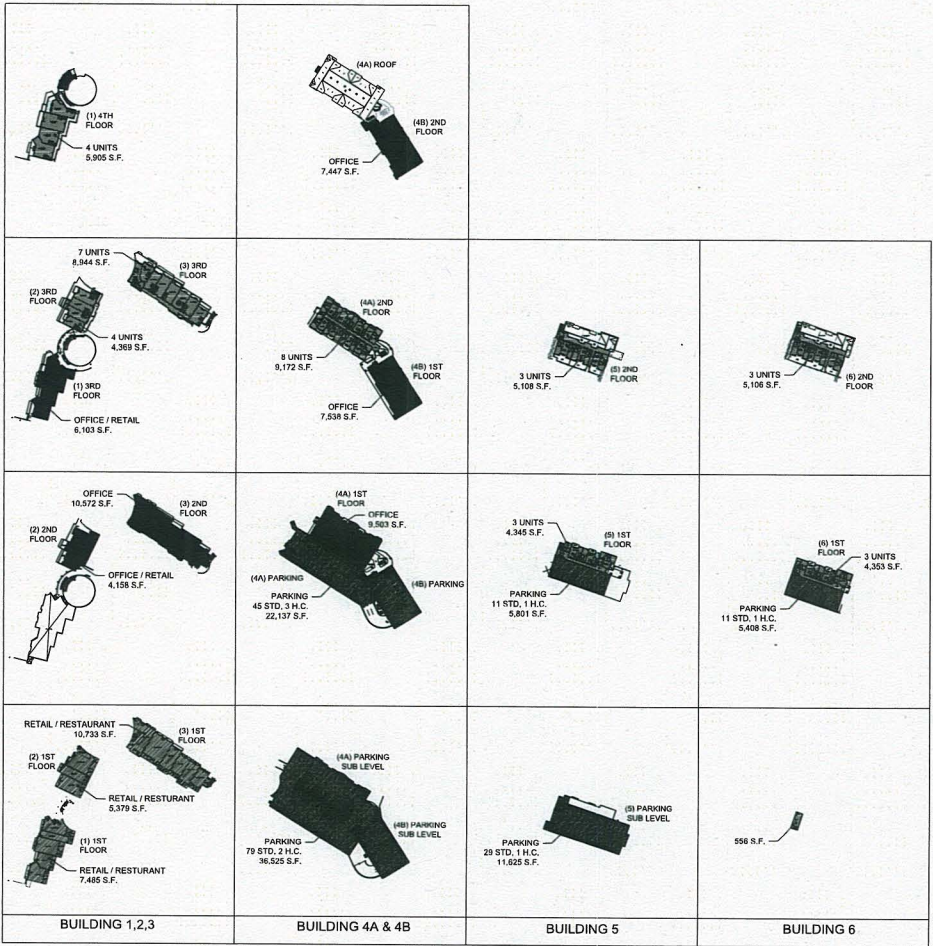 (1) 4TH
FLOOR
4 UNITS
5,905 S.F.
(4A) ROOF
(4B) 2ND
FLOOR
OFFICE
7,447 S.F.
7 UNITS
8,944 S.F.
(3) 3RD
FLOOR
(2) 3RD
FLOOR
4 UNITS
4,369 S.F.
(1) 3RD
FLOOR
OFFICE / RETAIL
6,103 S.F.
(4A) 2ND
FLOOR
8 UNITS
9,172 S.F.
(4B) 1ST
FLOOR
OFFICE
7,538 S.F.
3 UNITS
5,108 S.F.
(5) 2ND
FLOOR
3 UNITS
5,106 S.F.
(6) 2ND
FLOOR
OFFICE
10,572 S.F.
(3) 2ND
FLOOR
(2) 2ND
FLOOR
OFFICE / RETAIL
4,158 S.F.
(4A) 1ST
FLOOR
OFFICE
9,503 S.F.
(4A) PARKING
(4B) PARKING
PARKING
45 STD, 3 H.C.
22,137 S.F.
3 UNITS
4,345 S.F.
(5) 1ST
FLOOR
PARKING
11 STD, 1 H.C.
5,801 S.F.
(6) 1ST
FLOOR
3 UNITS
4,353 S.F.
PARKING
11 STD, 1 H.C.
5,408 S.F.
RETAIL / RESTAURANT
10,733 S.F.
(3) 1ST
FLOOR
(2) 1ST
FLOOR
RETAIL / RESTURANT
5,379 S.F.
(1) 1ST
FLOOR
RETAIL / RESTURANT
7,485 S.F.
(4A) PARKING
SUB LEVEL
(4B) PARKING
SUB LEVEL
PARKING
79 STD, 2 H.C.
36,525 S.F.
(5) PARKING
SUB LEVEL
PARKING
29 STD, 1 H.C.
11,625 S.F.
556 S.F.
BUILDING 1,2,3
BUILDING 4A & 4B
BUILDING 5
BUILDING 6